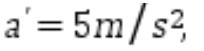 a′ = 5m/s²,